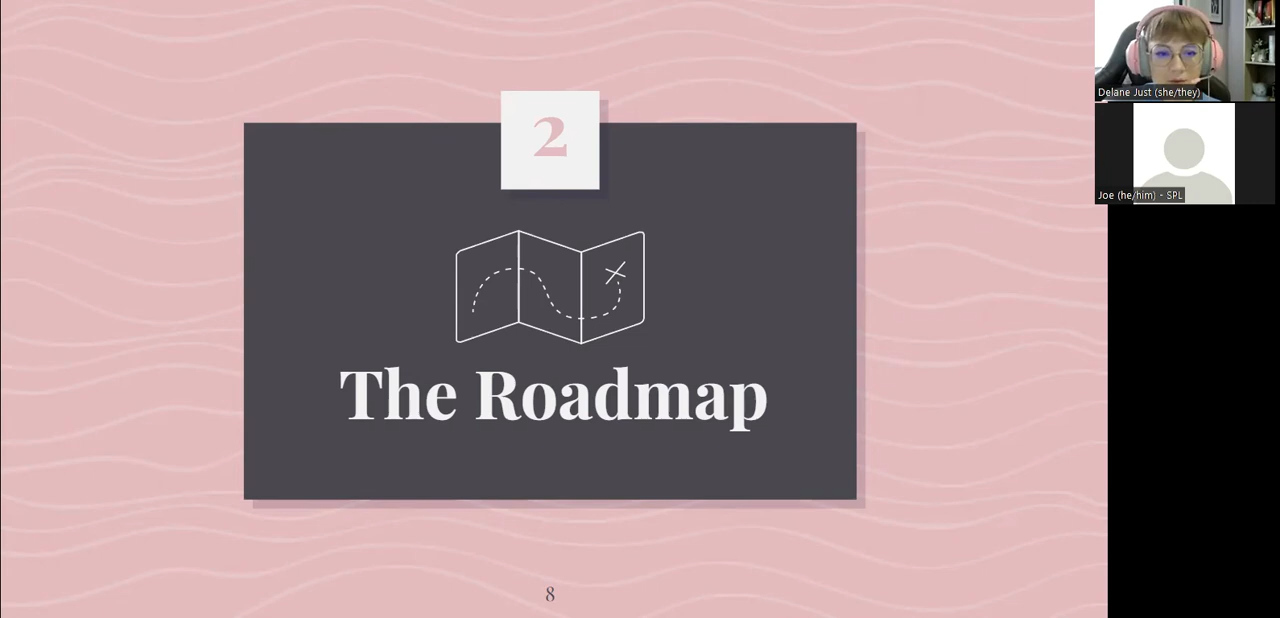 2
The Roadmap
8
Delane Just (she/they)
Joe (he/him) - SPL